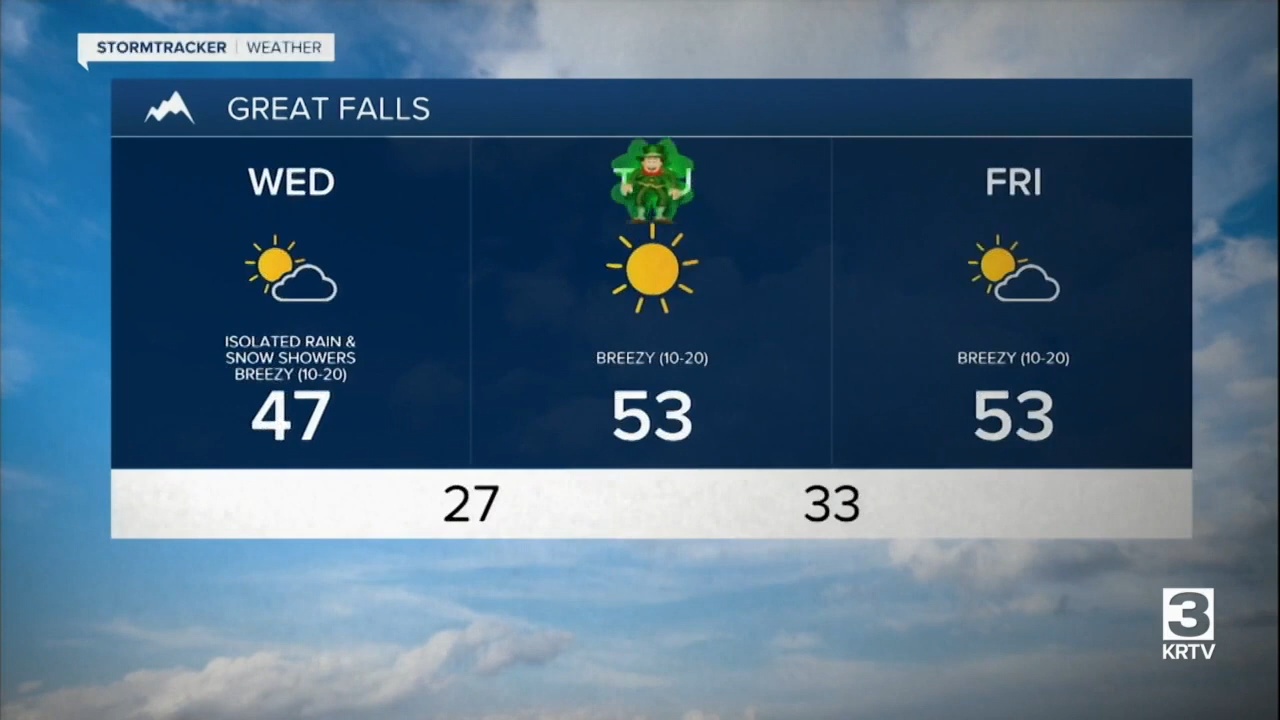 STORMTRACKER | WEATHER
GREAT FALLS
WED
FRI
ISOLATED RAIN &
SNOW SHOWERS
BREEZY (10-20)
BREEZY (10-20)
BREEZY (10-20)
47
53
53
27
33
3
KRTV